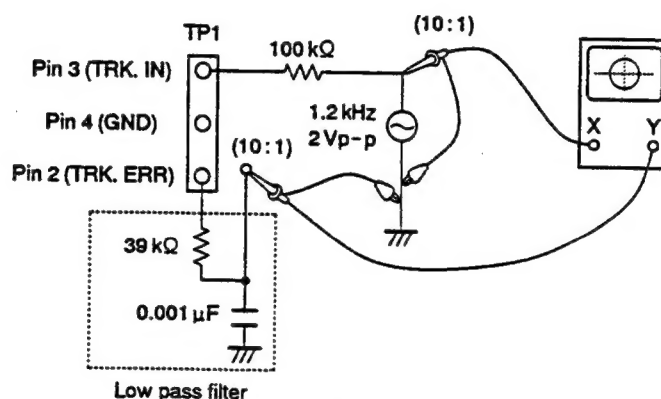 TP1
(10:1)
100 kΩ
Pin 3 (TRK. IN)
Pin 4 (GND)
1.2 kHz
2 Vp-p
X Y
(10:1)
Pin 2 (TRK. ERR)
39 kΩ
0.001 μF
Low pass filter